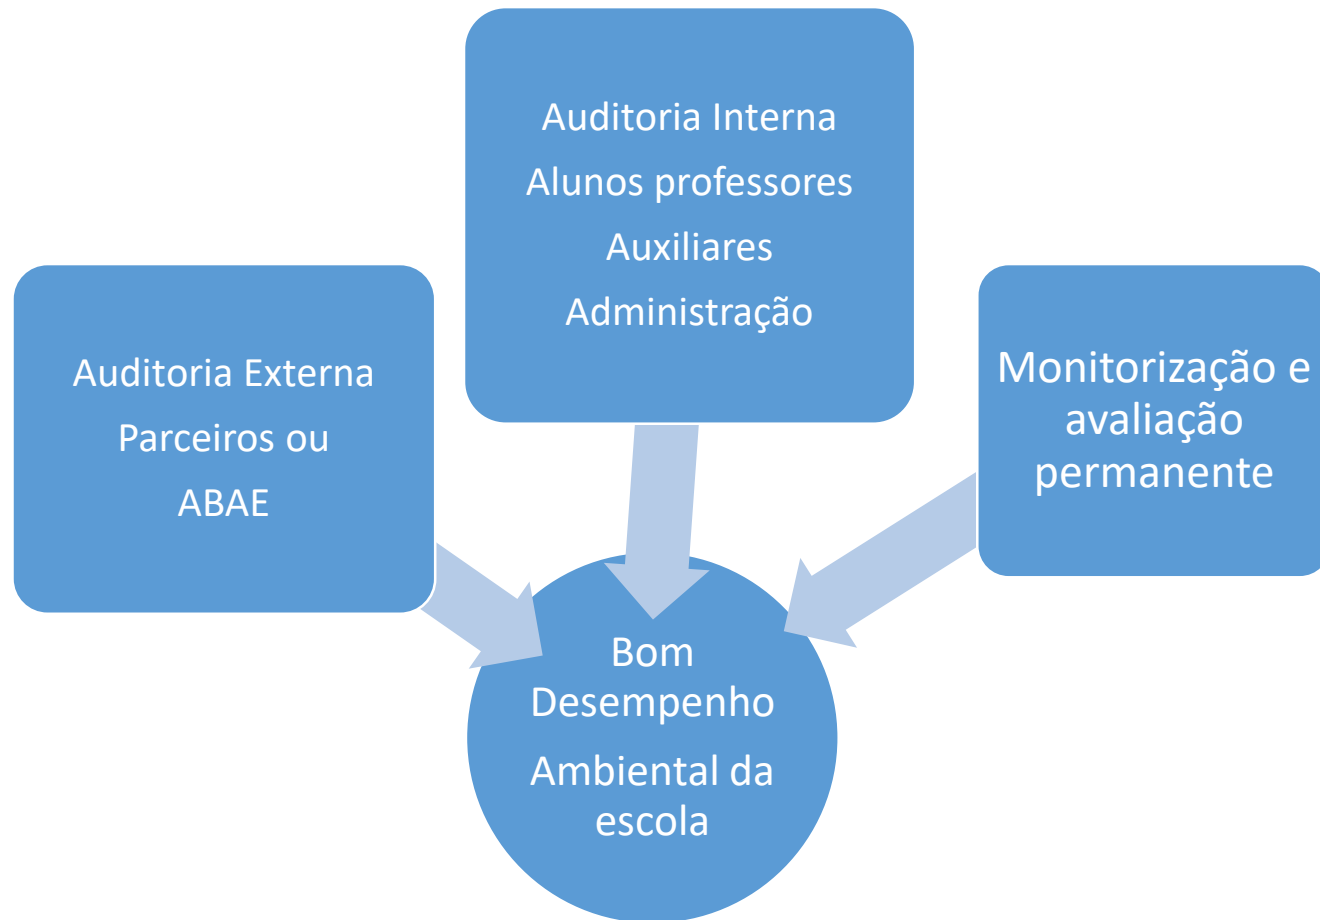 Auditoria Externa
Parceiros ou
ABAE
Auditoria Interna
Alunos professores
Auxiliares
Administração
Monitorização e
avaliação
permanente
Bom
Desempenho
Ambiental da
escola